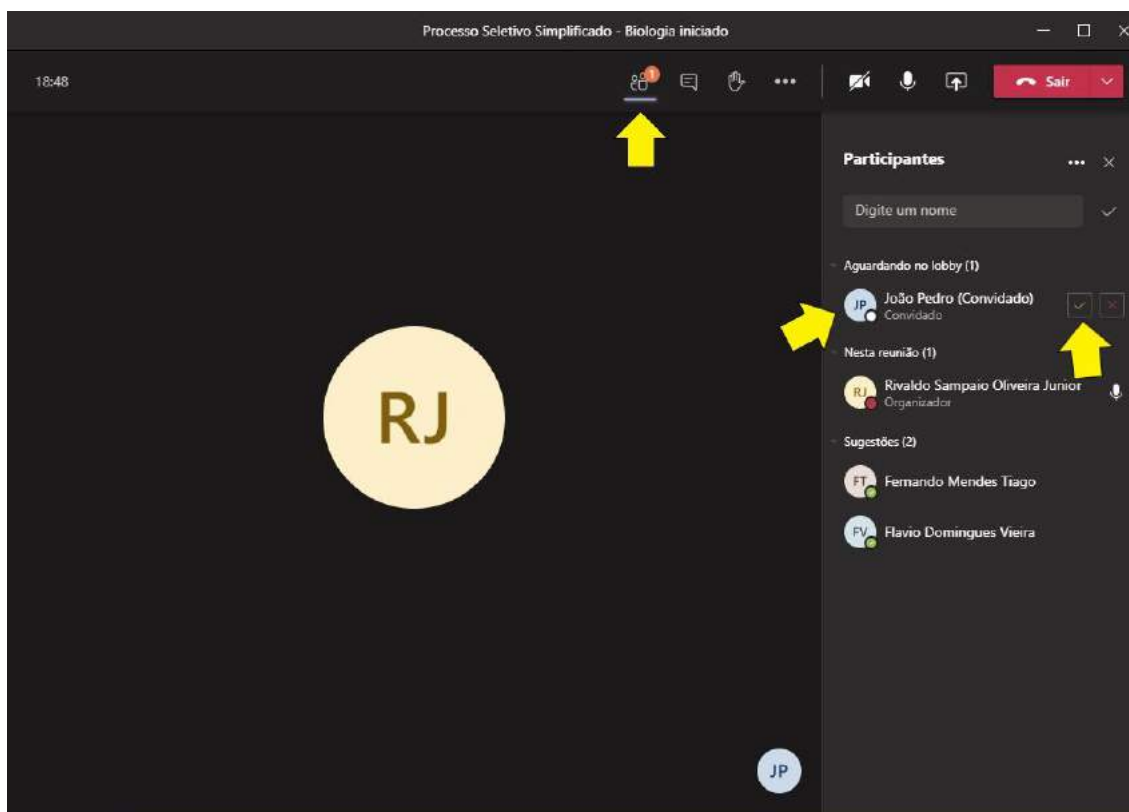 Processo Seletivo Simplificado - Biologia iniciado
18:48
1
Sair
Participantes
Digite um nome
Aguardando no lobby (1)
JP
João Pedro (Convidado)
Convidado
Nesta reunião (1)
RJ
Rivaldo Sampaio Oliveira Junior
Organizador
Sugestões (2)
FT
Fernando Mendes Tiago
FV
Flavio Domingues Vieira
RJ
JP